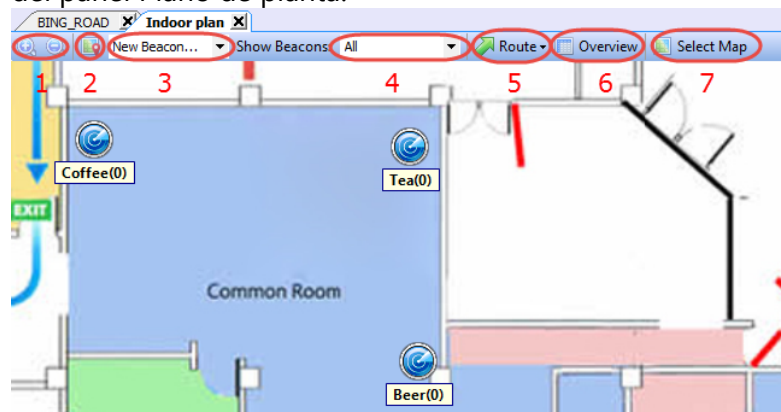 del panel Plano de planta.
BING_ROAD Indoor plan
New Beacon... Show Beacons: All Route Overview Select Map
1 2 3 4 5 6 7
Coffee(0)
Tea(0)
EXIT
Common Room
Beer(0)